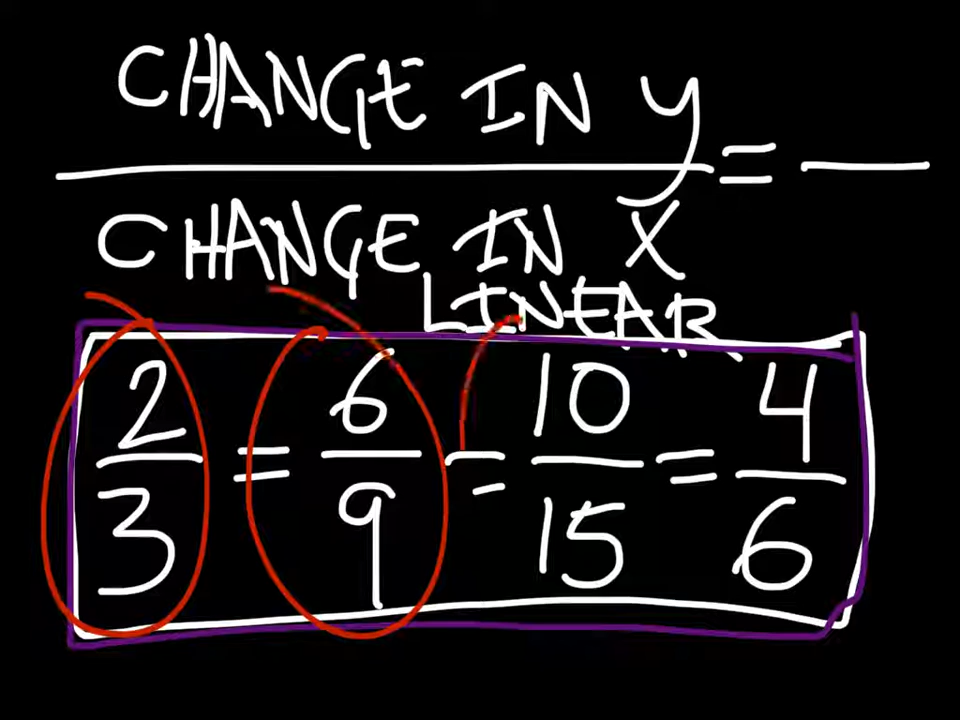 CHANGE IN y
CHANGE IN X = —
LINEAR
2/3 = 6/9 = 10/15 = 4/6